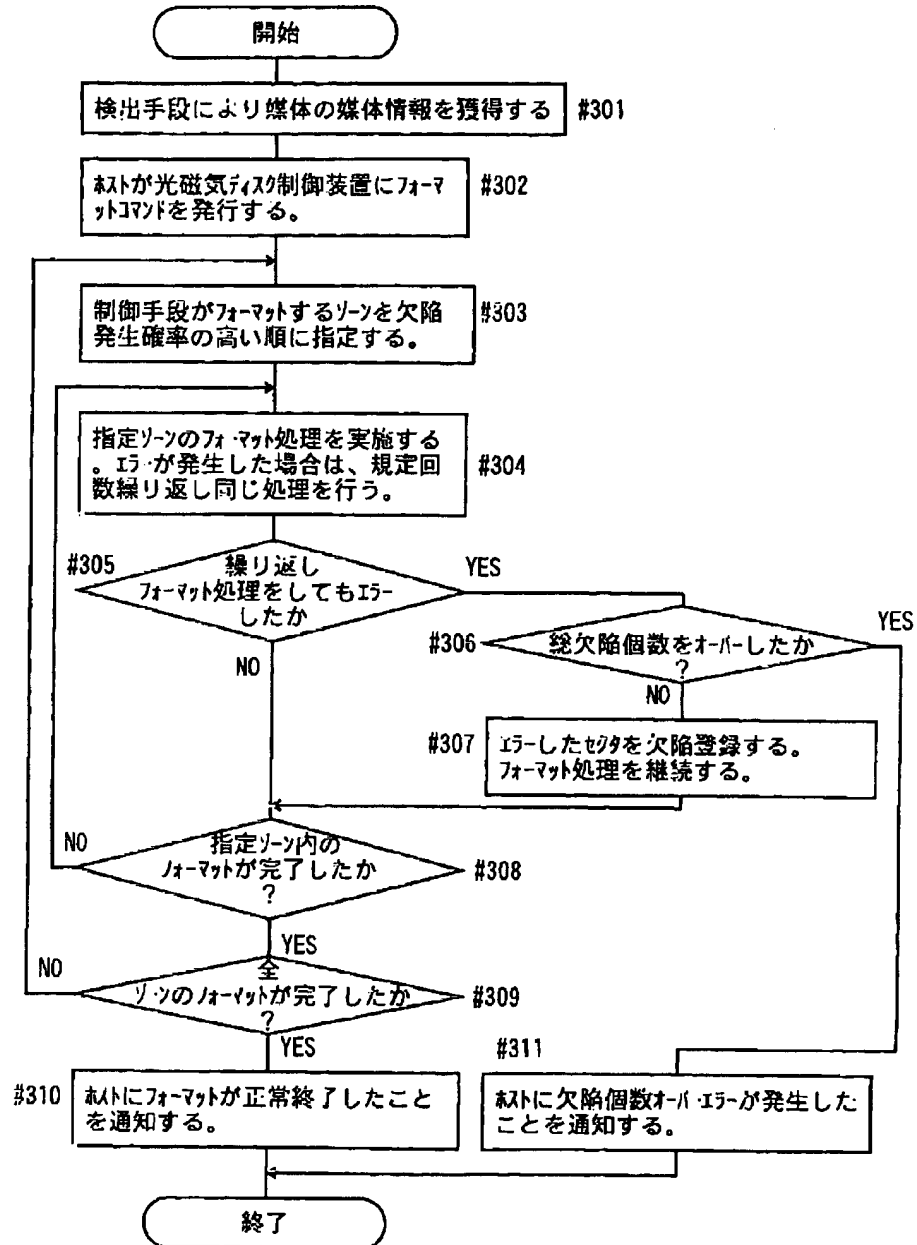 開始
検出手段により媒体の媒体情報を獲得する
#301
ホストが光磁気ディスク制御装置にフォーマ
ットコマンドを発行する。
#302
制御手段がフォーマットするゾーンを欠陥
発生確率の高い順に指定する。
#303
指定ゾーンのフォーマット処理を実施する
。エラーが発生した場合は、規定回
数繰り返し同じ処理を行う。
#304
#305
繰り返し
フォーマット処理をしてもエラー
したか
YES
NO
#306
総欠陥個数をオーバーしたか
?
YES
NO
#307
エラーしたセクタを欠陥登録する。
フォーマット処理を継続する。
指定ゾーン内の
フォーマットが完了したか
?
#308
NO
YES
全
ゾーンのフォーマットが完了したか
?
#309
NO
YES
#310
ホストにフォーマットが正常終了したこと
を通知する。
#311
ホストに欠陥個数オーバーエラーが発生した
ことを通知する。
終了